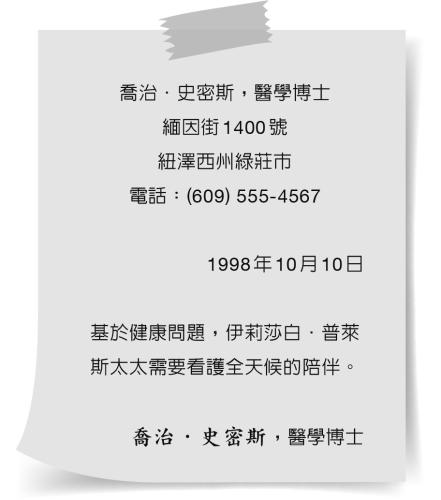 喬治．史密斯，醫學博士
緬因街1400號
紐澤西州綠莊市
電話：(609) 555-4567
1998年10月10日
基於健康問題，伊莉莎白．普萊
斯太太需要看護全天候的陪伴。
喬治．史密斯，醫學博士